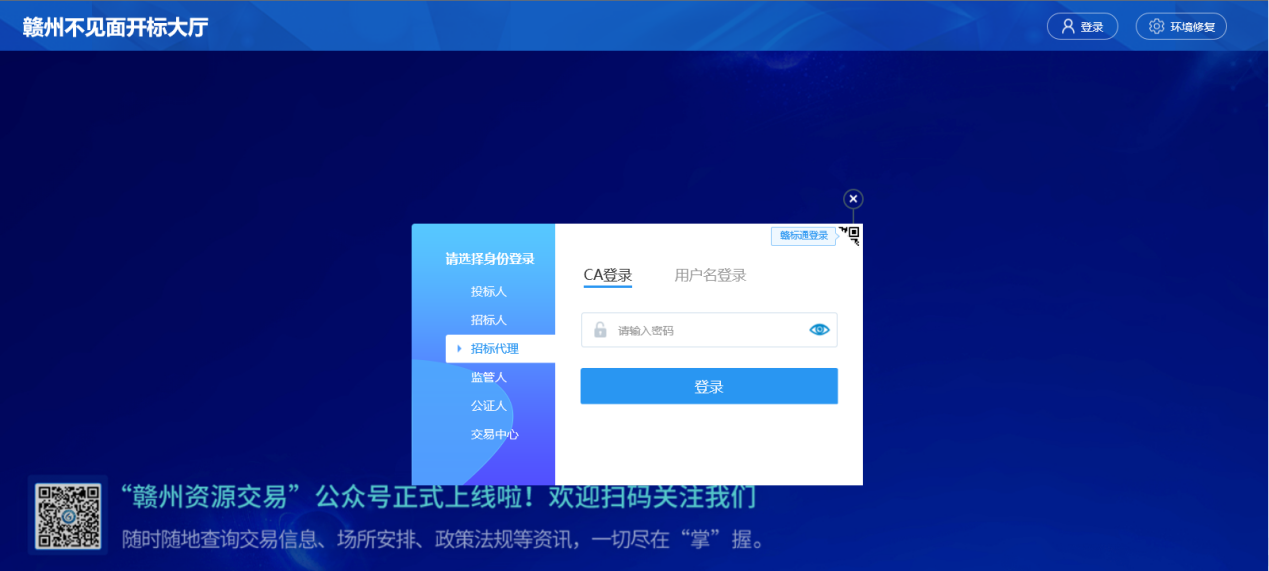 赣州不见面开标大厅
登录
环境修复
赣标通登录
请选择身份登录
投标人
招标人
招标代理
监管人
公证人
交易中心
CA登录
用户名登录
请输入密码
登录
“赣州资源交易”公众号正式上线啦！欢迎扫码关注我们
随时随地查询交易信息、场所安排、政策法规等资讯，一切尽在“掌”握。